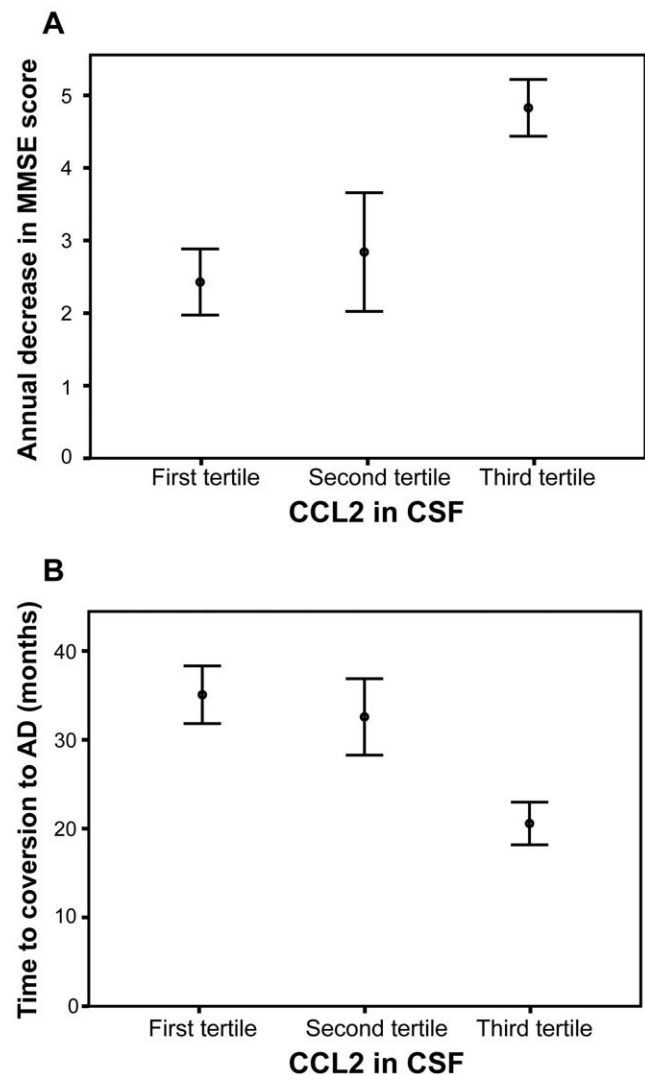 A
Annual decrease in MMSE score
5
4
3
2
1
0
First tertile Second tertile Third tertile
CCL2 in CSF
B
Time to coversion to AD (months)
40
30
20
10
0
First tertile Second tertile Third tertile
CCL2 in CSF